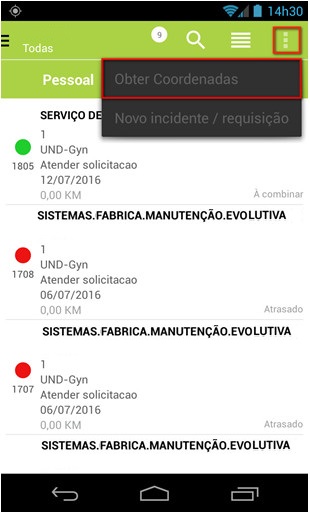 14h30
Todas
9
Pessoal
Obter Coordenadas
Novo incidente / requisição
SERVIÇO DE
1
UND-Gyn
1805
Atender solicitacao
12/07/2016
0,00 KM
À combinar
SISTEMAS.FABRICA.MANUTENÇÃO.EVOLUTIVA
1
UND-Gyn
1708
Atender solicitacao
06/07/2016
0,00 KM
Atrasado
SISTEMAS.FABRICA.MANUTENÇÃO.EVOLUTIVA
1
UND-Gyn
1707
Atender solicitacao
06/07/2016
0,00 KM
Atrasado
SISTEMAS.FABRICA.MANUTENÇÃO.EVOLUTIVA